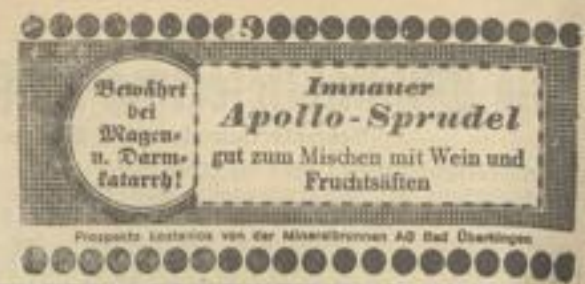 Bewährt
bei
Magen-
u. Darm-
katarrh!
Imnauer
Apollo-Sprudel
gut zum Mischen mit Wein und
Fruchtsäften
Prospekte kostenlos von der Mineralbrunnen AG Bad Überkingen